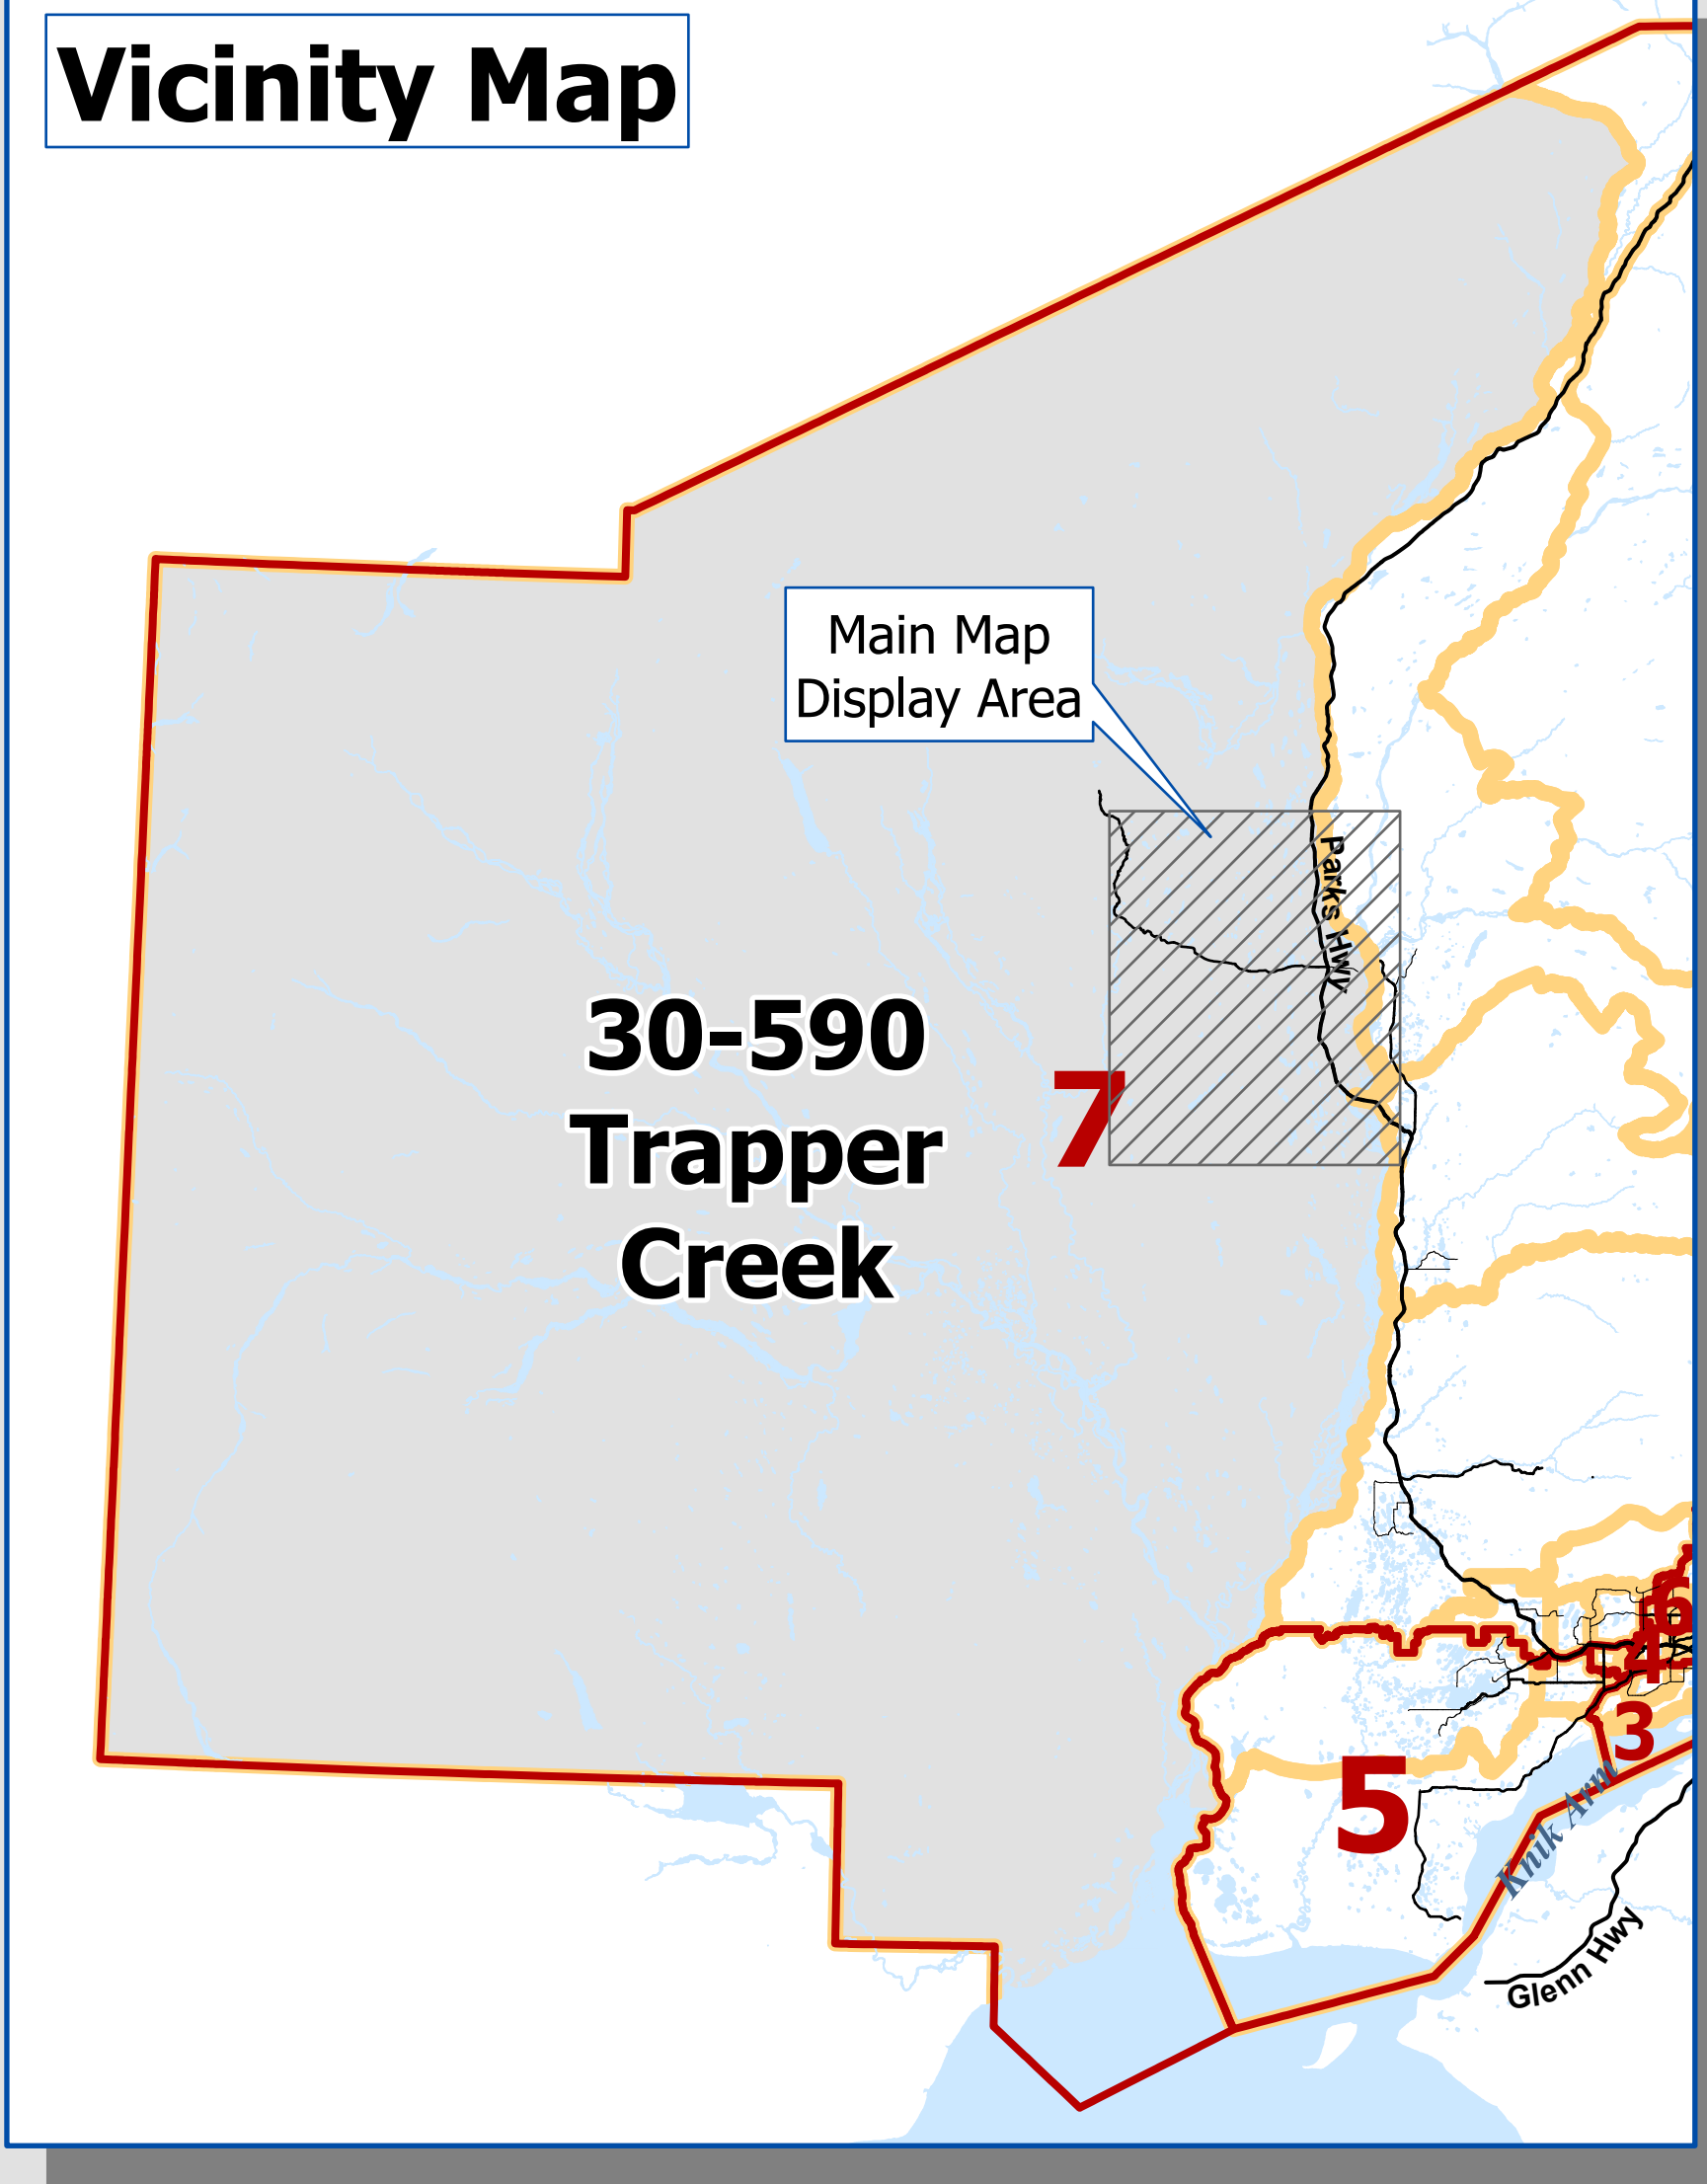 Vicinity Map
Main Map
Display Area
Parks Hwy
30-590
Trapper
Creek
7
6
4
3
5
Knik Arm
Glenn Hwy